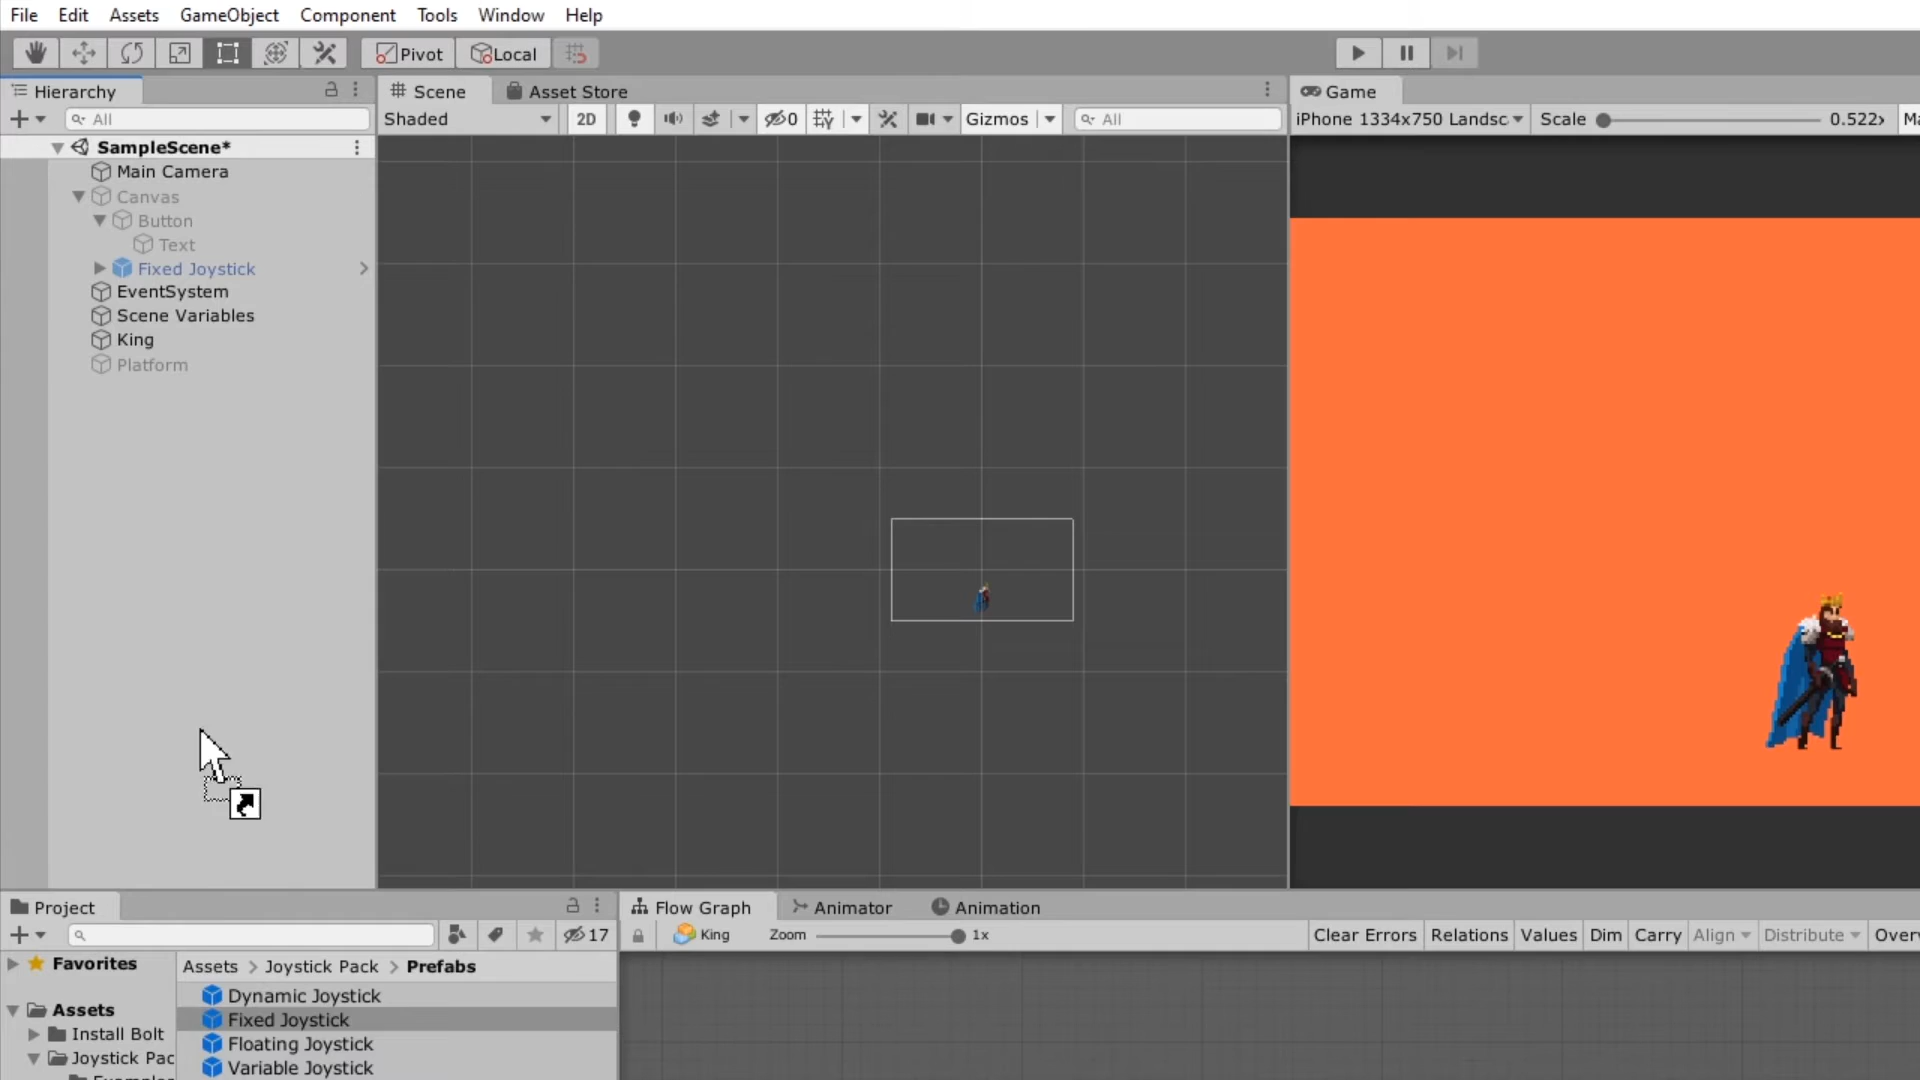 File Edit Assets GameObject Component Tools Window Help
Pivot Local
Hierarchy
All
SampleScene*
Main Camera
Canvas
Button
Text
Fixed Joystick
EventSystem
Scene Variables
King
Platform
Scene Asset Store
Shaded 2D 0 Gizmos All
Game
iPhone 1334x750 Landsc Scale 0.522x Ma
Project
17
Favorites
Assets
Install Bolt
Joystick Pac
Assets > Joystick Pack > Prefabs
Dynamic Joystick
Fixed Joystick
Floating Joystick
Variable Joystick
Flow Graph Animator Animation
King Zoom 1x Clear Errors Relations Values Dim Carry Align Distribute Overv